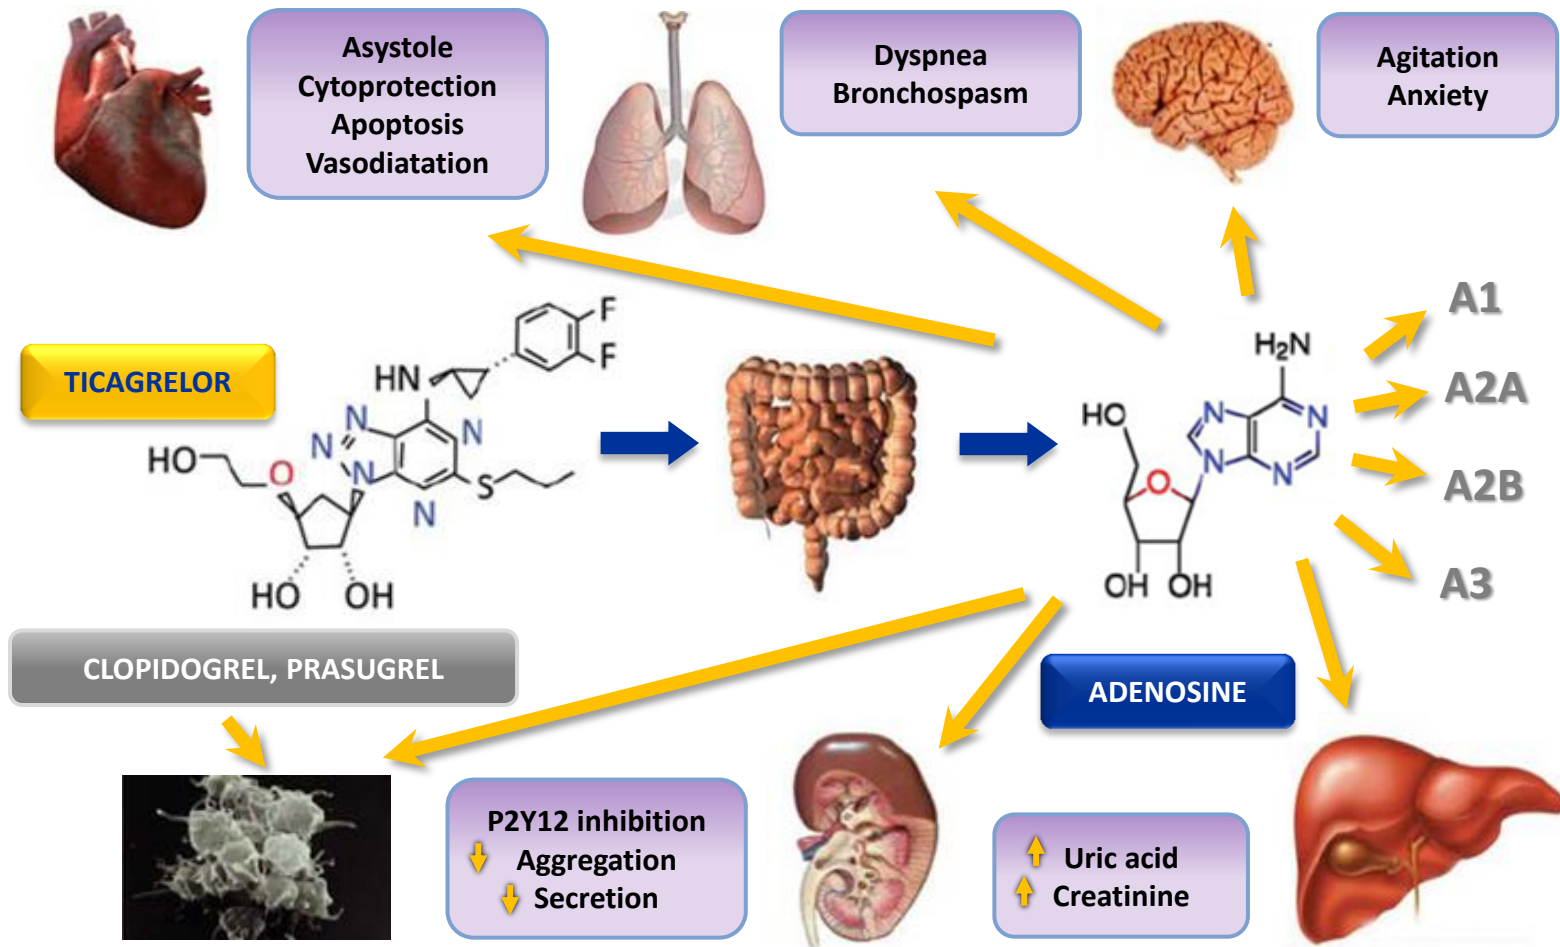 Asystole
Cytoprotection
Apoptosis
Vasodiatation
Dyspnea
Bronchospasm
Agitation
Anxiety
TICAGRELOR
F
F
HN
N
N
N
N
N
HO
O
S
HO
OH
H₂N
HO
N
N
N
N
O
OH
OH
A1
A2A
A2B
A3
CLOPIDOGREL, PRASUGREL
ADENOSINE
P2Y12 inhibition
Aggregation
Secretion
Uric acid
Creatinine